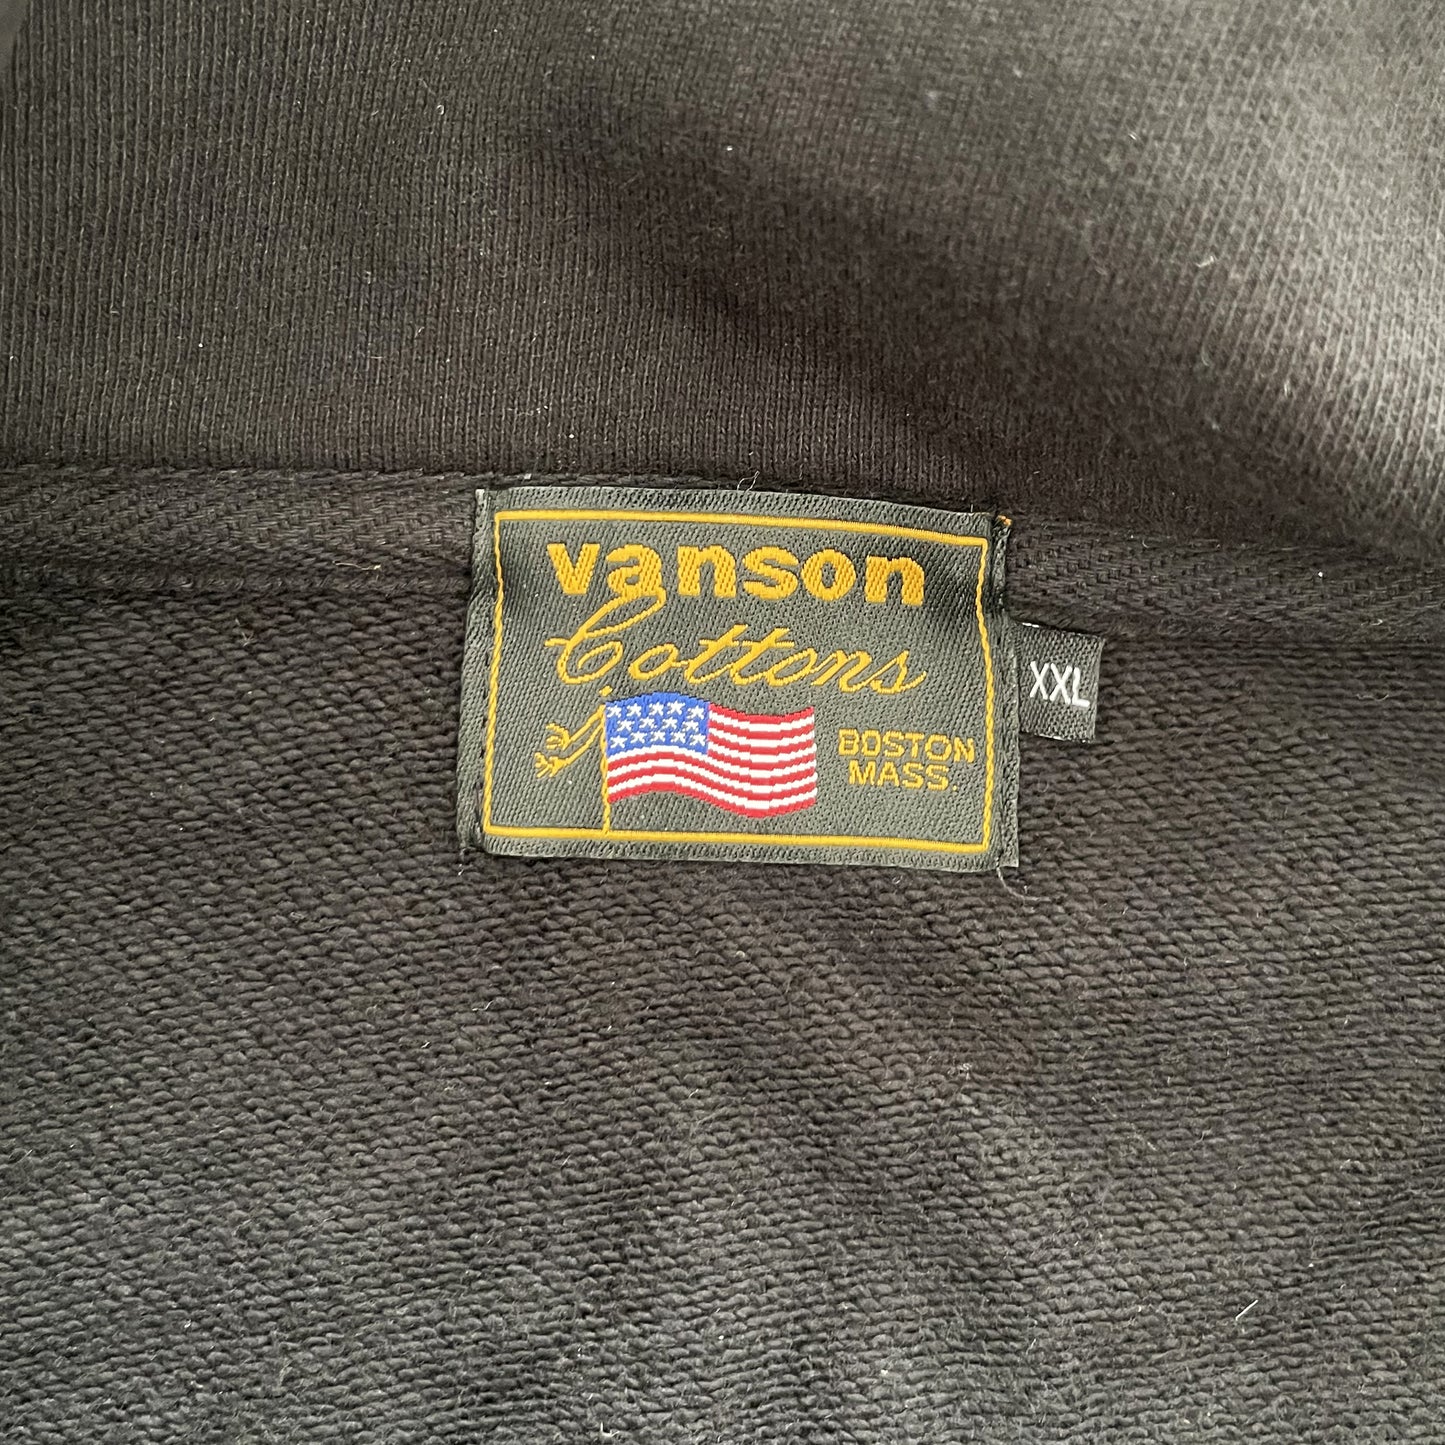 vanson
Cottons
BOSTON
MASS.
XXL